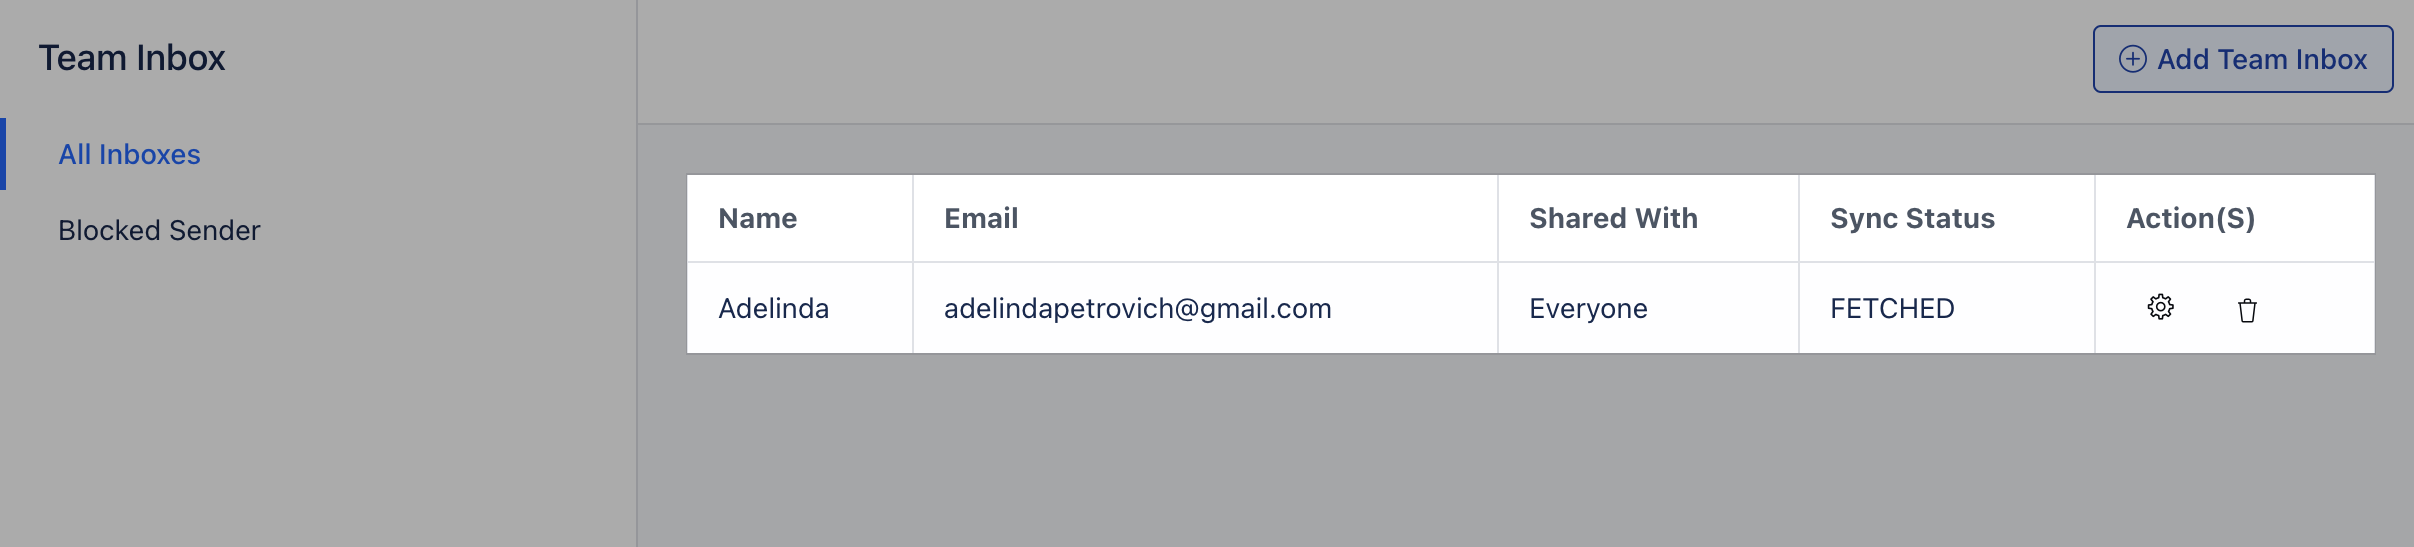 Team Inbox
Add Team Inbox
All Inboxes
Blocked Sender
Name Email Shared With Sync Status Action(S)
Adelinda adelindapetrovich@gmail.com Everyone FETCHED